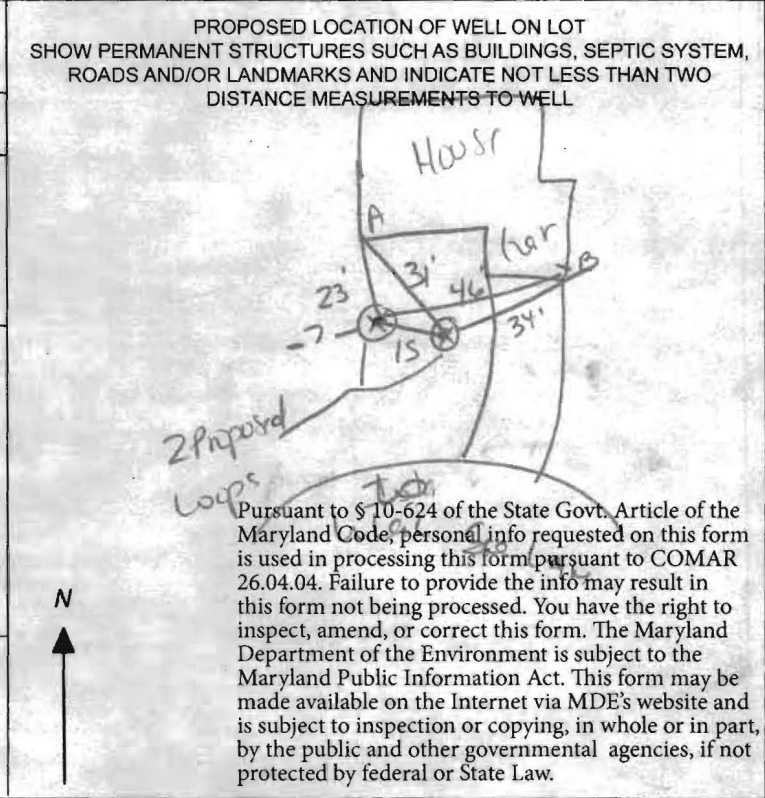 PROPOSED LOCATION OF WELL ON LOT
SHOW PERMANENT STRUCTURES SUCH AS BUILDINGS, SEPTIC SYSTEM,
ROADS AND/OR LANDMARKS AND INDICATE NOT LESS THAN TWO
DISTANCE MEASUREMENTS TO WELL
House
A
B
31'
23'
46'
34'
15
2 Proposed
Loops
Pursuant to § 10-624 of the State Govt. Article of the
Maryland Code, personal info requested on this form
is used in processing this form pursuant to COMAR
26.04.04. Failure to provide the info may result in
this form not being processed. You have the right to
inspect, amend, or correct this form. The Maryland
Department of the Environment is subject to the
Maryland Public Information Act. This form may be
made available on the Internet via MDE's website and
is subject to inspection or copying, in whole or in part,
by the public and other governmental agencies, if not
protected by federal or State Law.
N